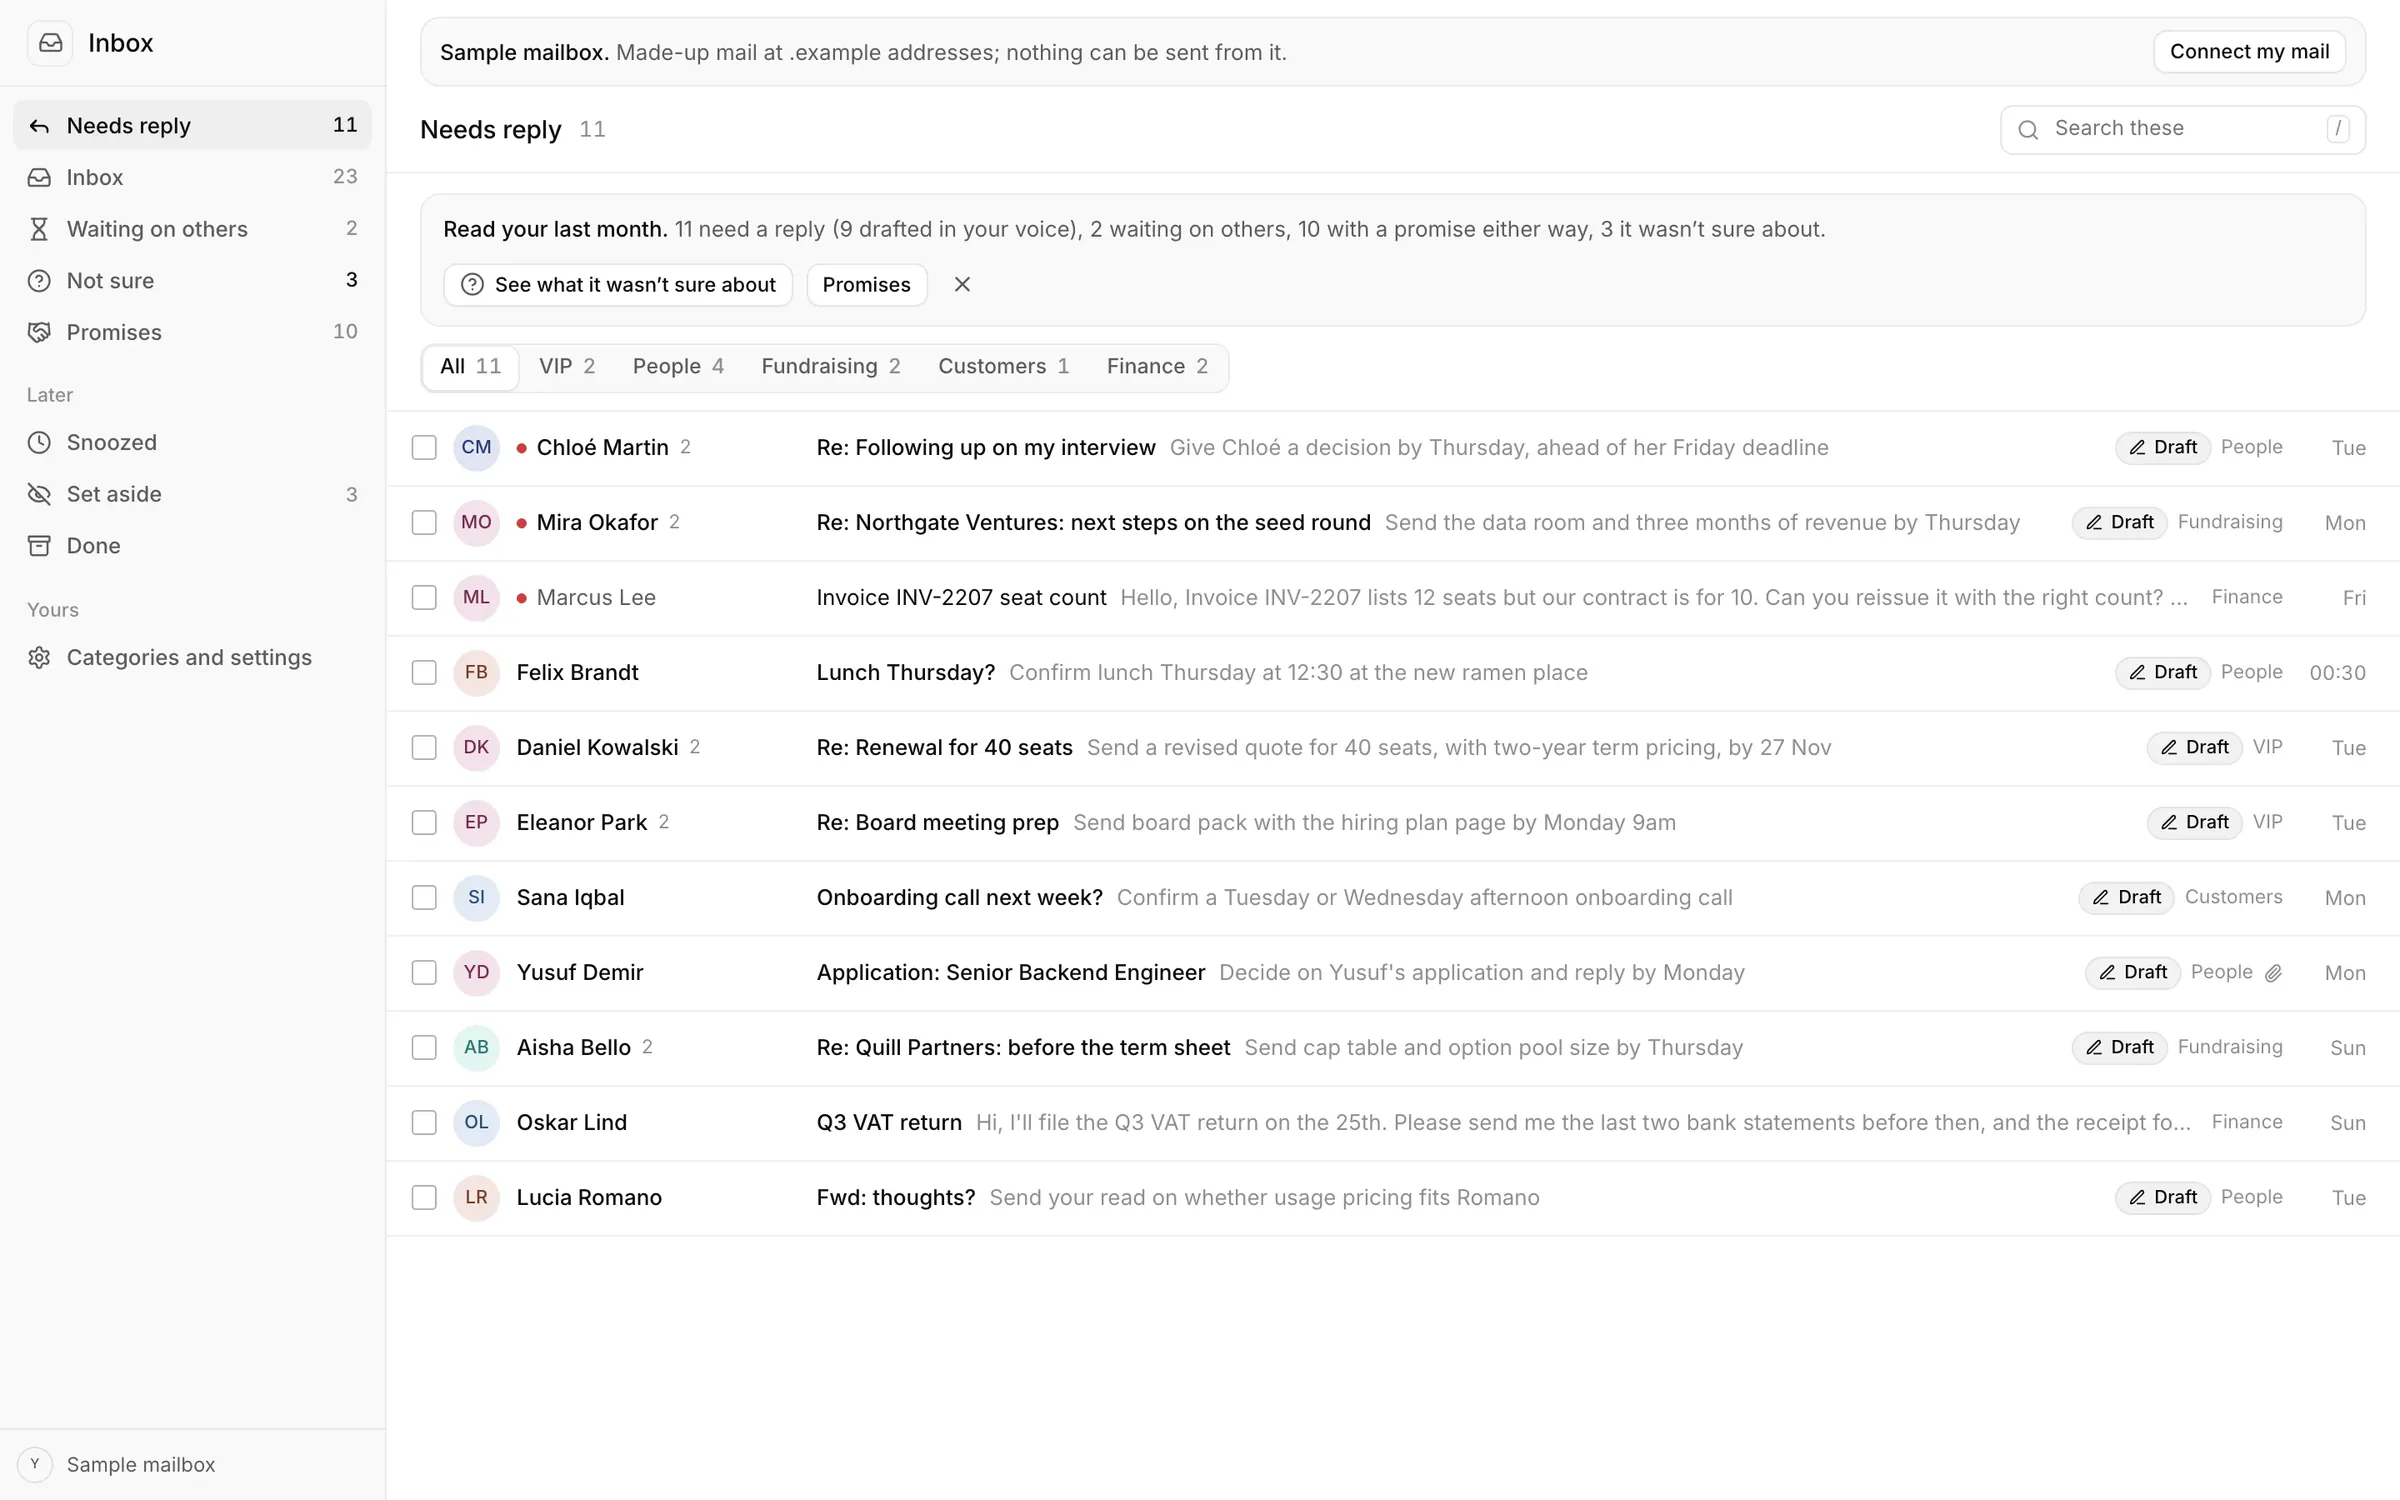 Inbox
Needs reply 11
Inbox 23
Waiting on others 2
Not sure 3
Promises 10
Later
Snoozed
Set aside 3
Done
Yours
Categories and settings
Y Sample mailbox
Sample mailbox. Made-up mail at .example addresses; nothing can be sent from it.
Connect my mail
Needs reply 11
Search these /
Read your last month. 11 need a reply (9 drafted in your voice), 2 waiting on others, 10 with a promise either way, 3 it wasn’t sure about.
See what it wasn’t sure about Promises
All 11 VIP 2 People 4 Fundraising 2 Customers 1 Finance 2
CM Chloé Martin 2 Re: Following up on my interview Give Chloé a decision by Thursday, ahead of her Friday deadline Draft People Tue
MO Mira Okafor 2 Re: Northgate Ventures: next steps on the seed round Send the data room and three months of revenue by Thursday Draft Fundraising Mon
ML Marcus Lee Invoice INV-2207 seat count Hello, Invoice INV-2207 lists 12 seats but our contract is for 10. Can you reissue it with the right count? ... Finance Fri
FB Felix Brandt Lunch Thursday? Confirm lunch Thursday at 12:30 at the new ramen place Draft People 00:30
DK Daniel Kowalski 2 Re: Renewal for 40 seats Send a revised quote for 40 seats, with two-year term pricing, by 27 Nov Draft VIP Tue
EP Eleanor Park 2 Re: Board meeting prep Send board pack with the hiring plan page by Monday 9am Draft VIP Tue
SI Sana Iqbal Onboarding call next week? Confirm a Tuesday or Wednesday afternoon onboarding call Draft Customers Mon
YD Yusuf Demir Application: Senior Backend Engineer Decide on Yusuf's application and reply by Monday Draft People Mon
AB Aisha Bello 2 Re: Quill Partners: before the term sheet Send cap table and option pool size by Thursday Draft Fundraising Sun
OL Oskar Lind Q3 VAT return Hi, I'll file the Q3 VAT return on the 25th. Please send me the last two bank statements before then, and the receipt fo... Finance Sun
LR Lucia Romano Fwd: thoughts? Send your read on whether usage pricing fits Romano Draft People Tue